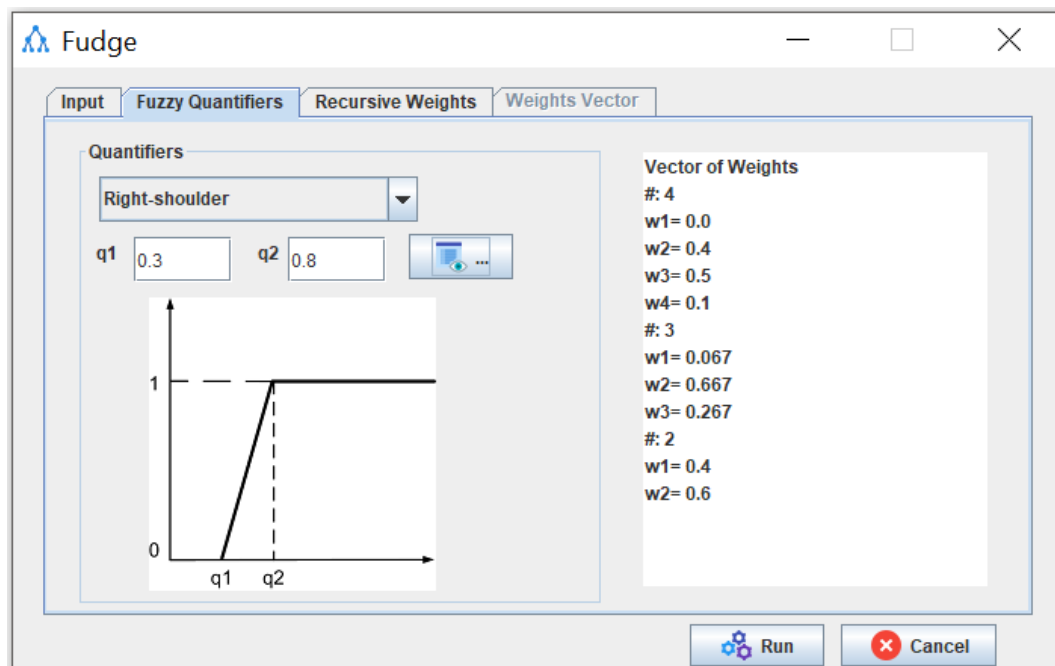 Fudge
Input Fuzzy Quantifiers Recursive Weights Weights Vector
Quantifiers
Right-shoulder
q1 0.3 q2 0.8 ...
1
0
q1 q2
Vector of Weights
#: 4
w1= 0.0
w2= 0.4
w3= 0.5
w4= 0.1
#: 3
w1= 0.067
w2= 0.667
w3= 0.267
#: 2
w1= 0.4
w2= 0.6
Run Cancel